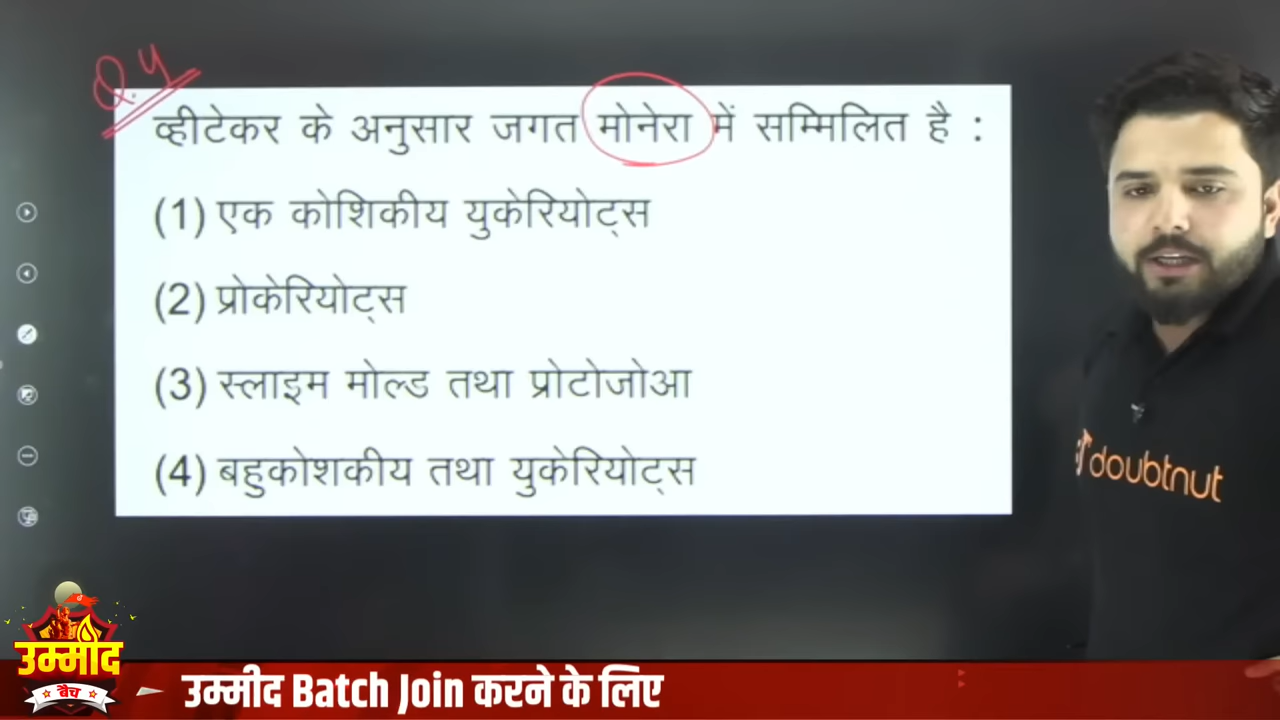 Q.4
व्हीटेकर के अनुसार जगत मोनेरा में सम्मिलित है :
(1) एक कोशिकीय युकेरियोट्स
(2) प्रोकेरियोट्स
(3) स्लाइम मोल्ड तथा प्रोटोजोआ
(4) बहुकोशकीय तथा युकेरियोट्स
doubtnut
उम्मीद
बैच
उम्मीद Batch Join करने के लिए